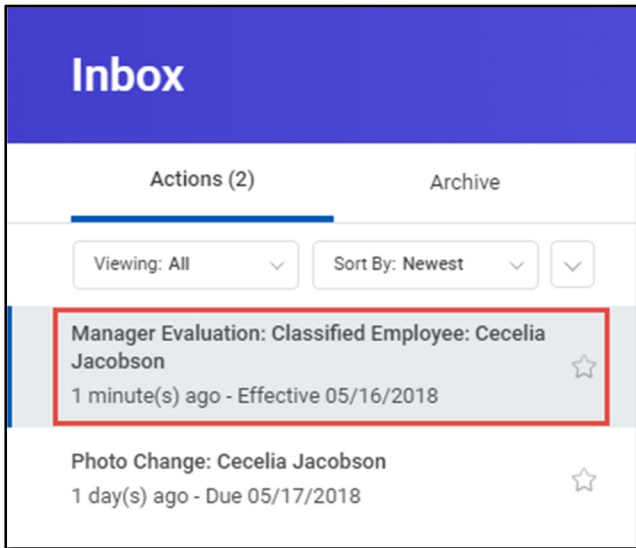 Inbox
Actions (2)
Archive
Viewing: All
Sort By: Newest
Manager Evaluation: Classified Employee: Cecelia
Jacobson
1 minute(s) ago - Effective 05/16/2018
Photo Change: Cecelia Jacobson
1 day(s) ago - Due 05/17/2018